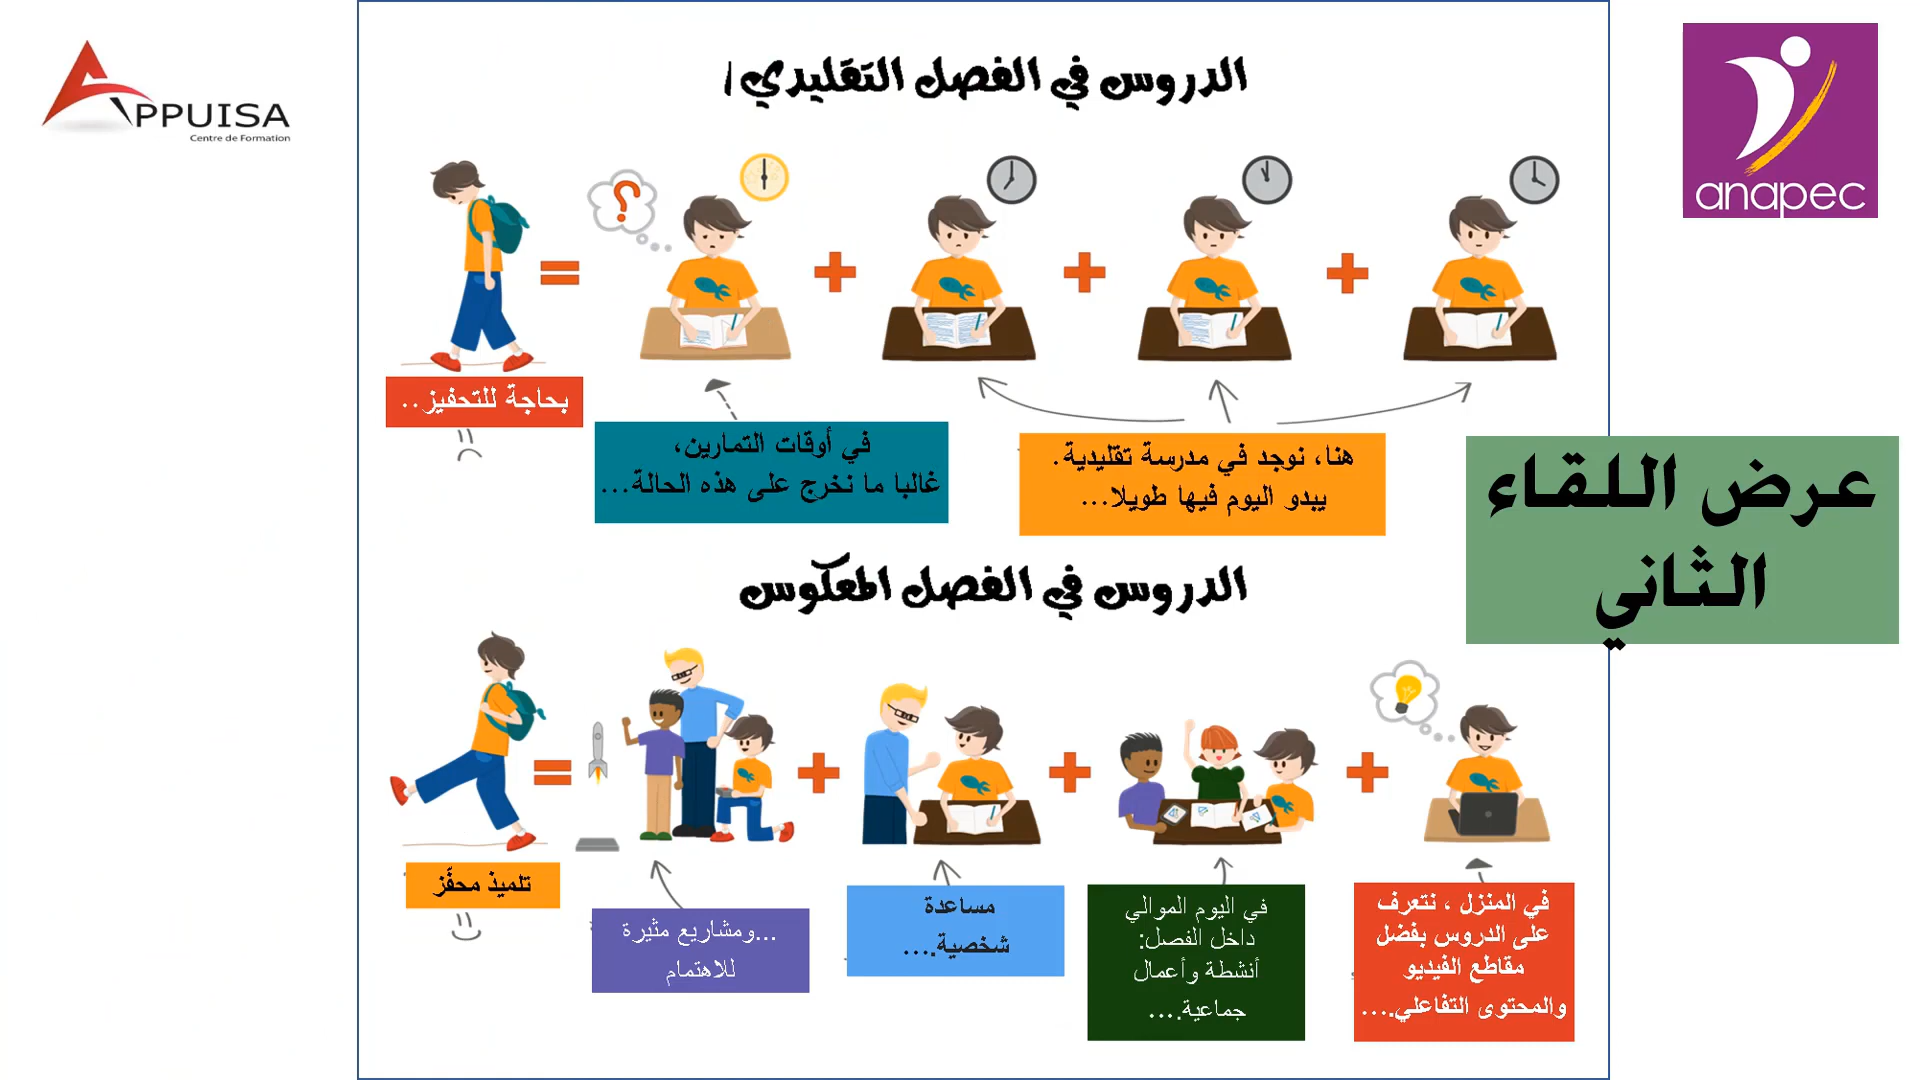 APPUISA
Centre de Formation
anapec
الدروس في الفصل التقليدي
?
بحاجة للتحفيز..
في أوقات التمارين،
غالبا ما نخرج على هذه الحالة...
هنا، نوجد في مدرسة تقليدية.
يبدو اليوم فيها طويلا...
عرض اللقاء
الثاني
الدروس في الفصل المعكوس
في المنزل ، نتعرف
على الدروس بفضل
مقاطع الفيديو
والمحتوى التفاعلي....
في اليوم الموالي
داخل الفصل:
أنشطة وأعمال
جماعية....
مساعدة
شخصية....
...ومشاريع مثيرة
للاهتمام
تلميذ محفّز